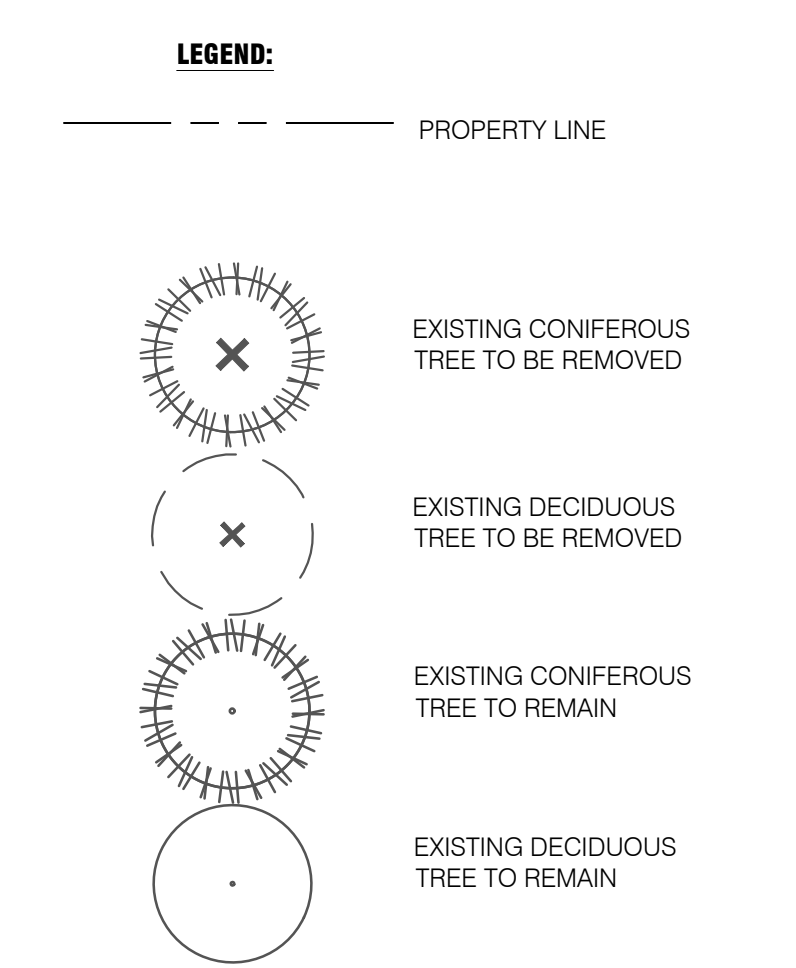 LEGEND:
PROPERTY LINE
EXISTING CONIFEROUS
TREE TO BE REMOVED
EXISTING DECIDUOUS
TREE TO BE REMOVED
EXISTING CONIFEROUS
TREE TO REMAIN
EXISTING DECIDUOUS
TREE TO REMAIN